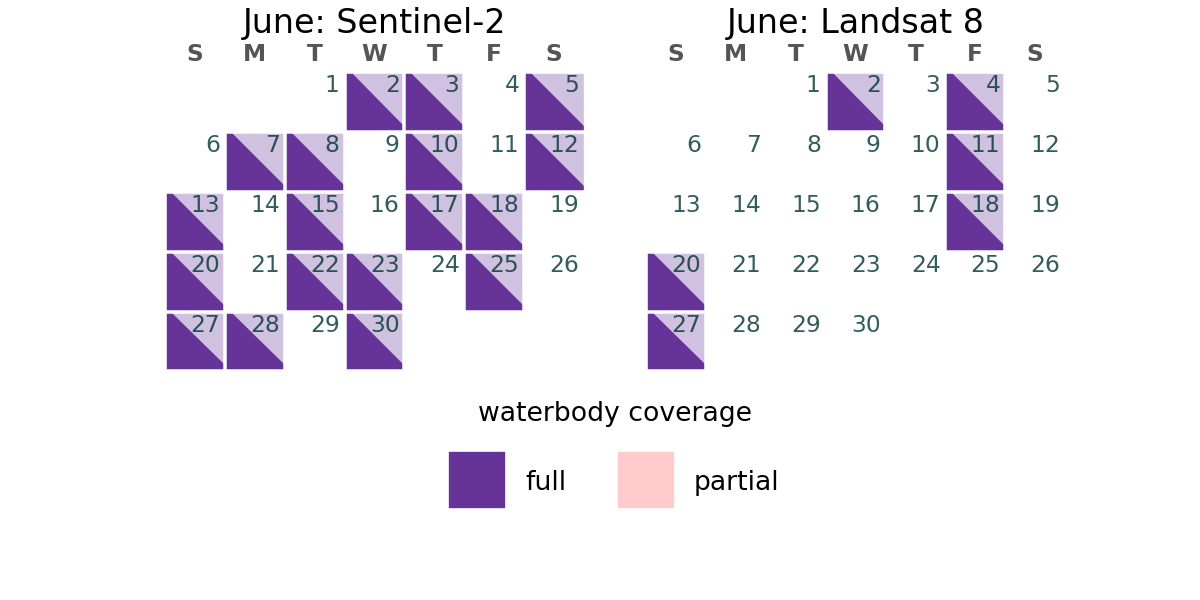 June: Sentinel-2
S M T W T F S
1 2 3 4 5
6 7 8 9 10 11 12
13 14 15 16 17 18 19
20 21 22 23 24 25 26
27 28 29 30
June: Landsat 8
S M T W T F S
1 2 3 4 5
6 7 8 9 10 11 12
13 14 15 16 17 18 19
20 21 22 23 24 25 26
27 28 29 30
waterbody coverage
full partial